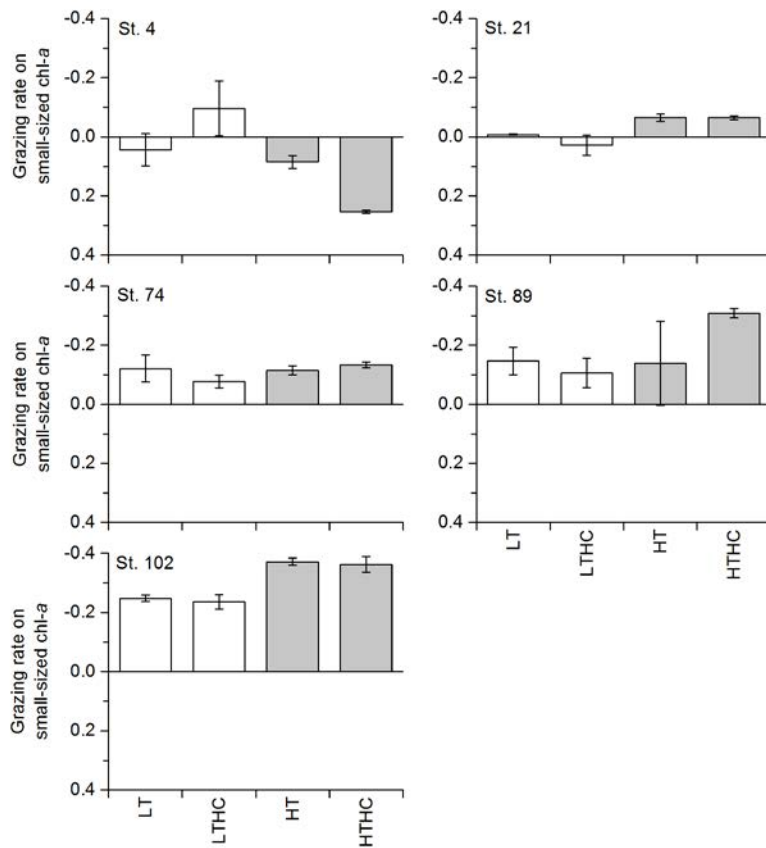 Grazing rate on
small-sized chl-a
-0.4
-0.2
0.0
0.2
0.4
St. 4
-0.4
-0.2
0.0
0.2
0.4
St. 21
Grazing rate on
small-sized chl-a
-0.4
-0.2
0.0
0.2
0.4
St. 74
-0.4
-0.2
0.0
0.2
0.4
St. 89
LT
LTHC
HT
HTHC
Grazing rate on
small-sized chl-a
-0.4
-0.2
0.0
0.2
0.4
St. 102
LT
LTHC
HT
HTHC